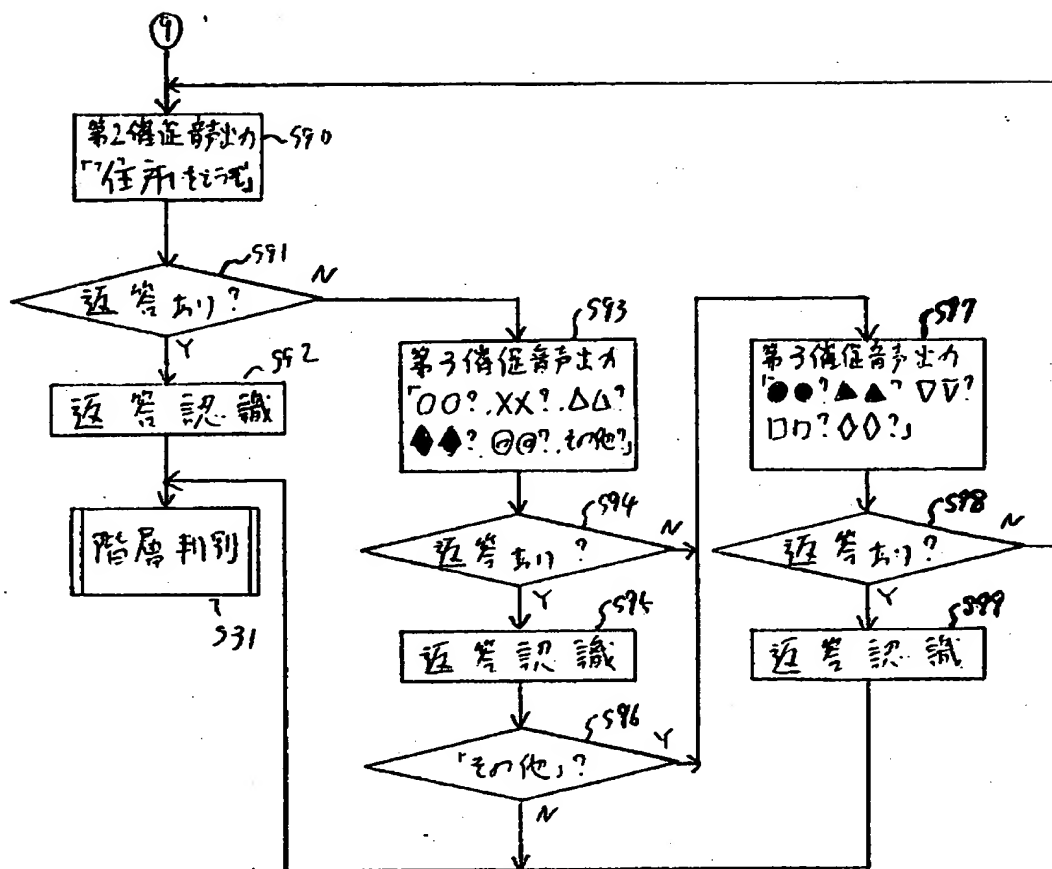 9
第2催促音声出力
「住所をどうぞ」
S90
返答あり?
S91
N
Y
返答認識
S92
階層判別
S31
第3催促音声出力
「○○?.××?.△△?
◆◆?.◎◎?.その他?」
S93
返答あり?
S94
N
Y
返答認識
S95
「その他」?
S96
Y
N
第3催促音声出力
「●●?▲▲?▽▽?
□□?◇◇?」
S97
返答あり?
S98
N
Y
返答認識
S99